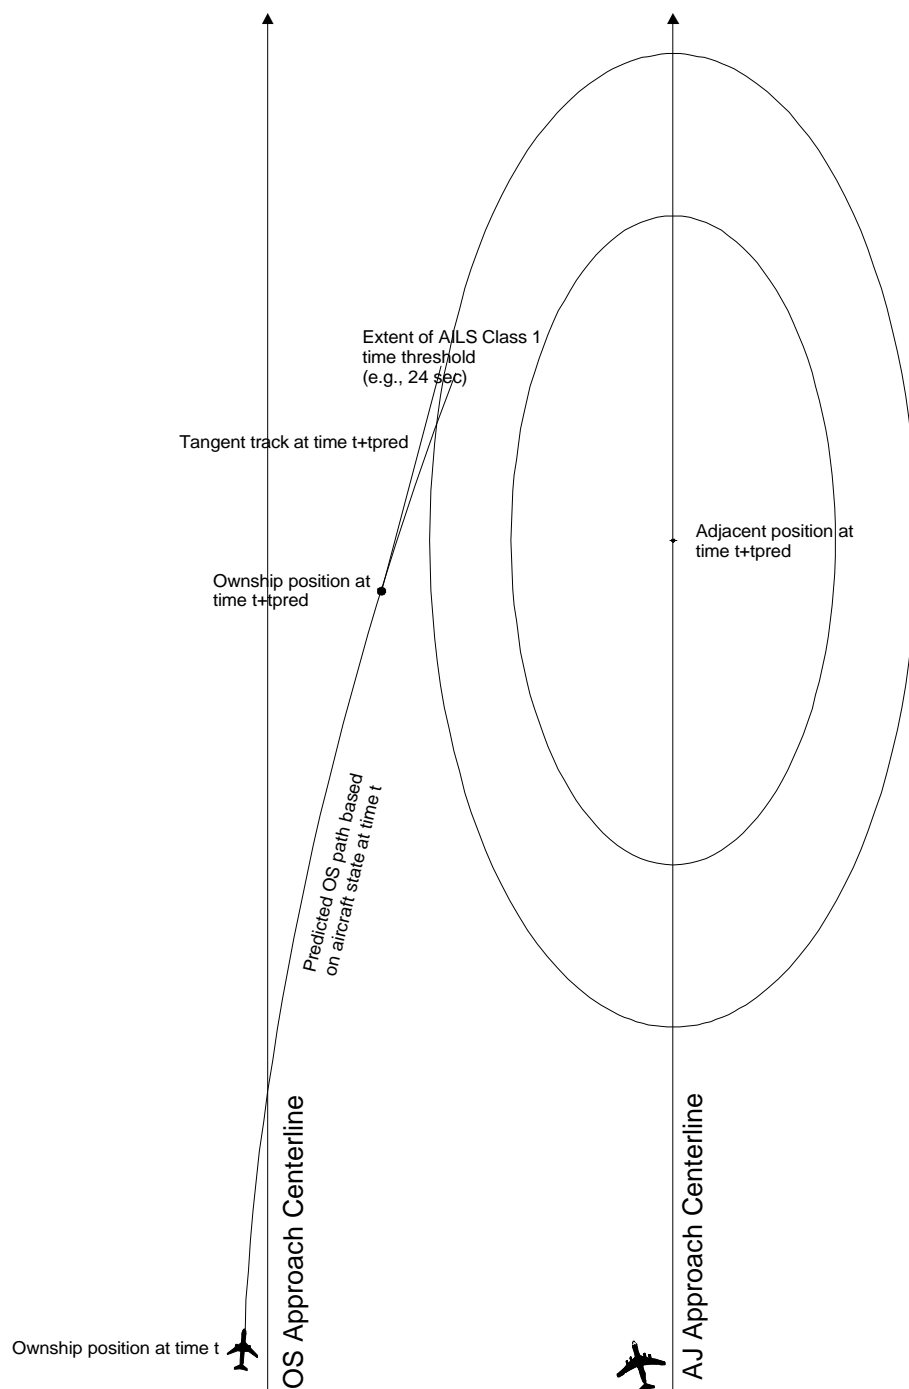 Extent of AILS Class 1
time threshold
(e.g., 24 sec)
Tangent track at time t+tpred
Adjacent position at
time t+tpred
Ownship position at
time t+tpred
Predicted OS path based
on aircraft state at time t
OS Approach Centerline
AJ Approach Centerline
Ownship position at time t